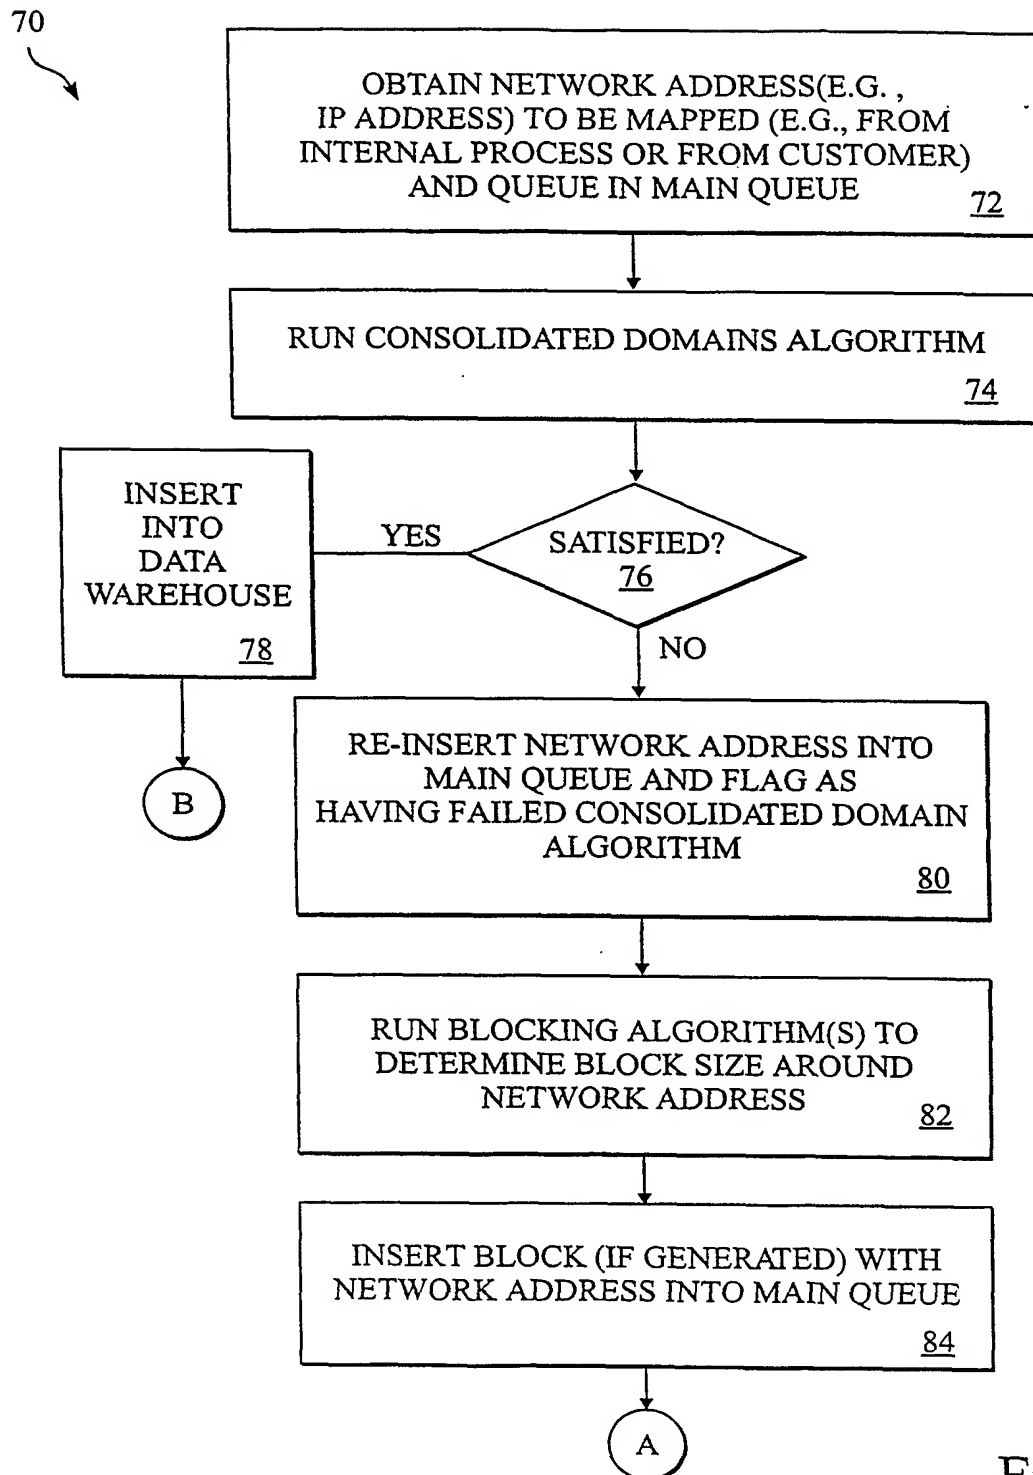 70
OBTAIN NETWORK ADDRESS(E.G. ,
IP ADDRESS) TO BE MAPPED (E.G., FROM
INTERNAL PROCESS OR FROM CUSTOMER)
AND QUEUE IN MAIN QUEUE
72
RUN CONSOLIDATED DOMAINS ALGORITHM
74
INSERT
INTO
DATA
WAREHOUSE
78
YES
SATISFIED?
76
NO
B
RE-INSERT NETWORK ADDRESS INTO
MAIN QUEUE AND FLAG AS
HAVING FAILED CONSOLIDATED DOMAIN
ALGORITHM
80
RUN BLOCKING ALGORITHM(S) TO
DETERMINE BLOCK SIZE AROUND
NETWORK ADDRESS
82
INSERT BLOCK (IF GENERATED) WITH
NETWORK ADDRESS INTO MAIN QUEUE
84
A